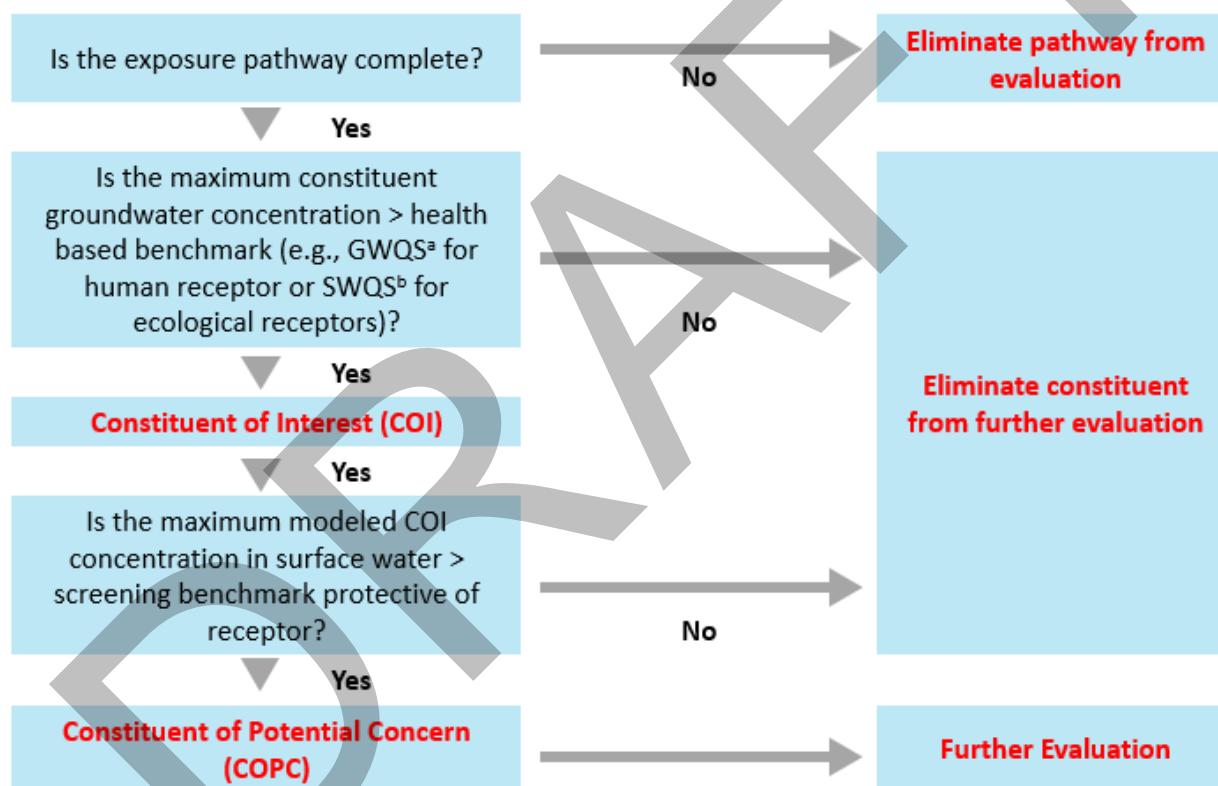 Is the exposure pathway complete?
No
Eliminate pathway from
evaluation
Yes
Is the maximum constituent
groundwater concentration > health
based benchmark (e.g., GWQSᵃ for
human receptor or SWQSᵇ for
ecological receptors)?
No
Eliminate constituent
from further evaluation
Yes
Constituent of Interest (COI)
Yes
Is the maximum modeled COI
concentration in surface water >
screening benchmark protective of
receptor?
No
Yes
Constituent of Potential Concern
(COPC)
Further Evaluation
DRAFT